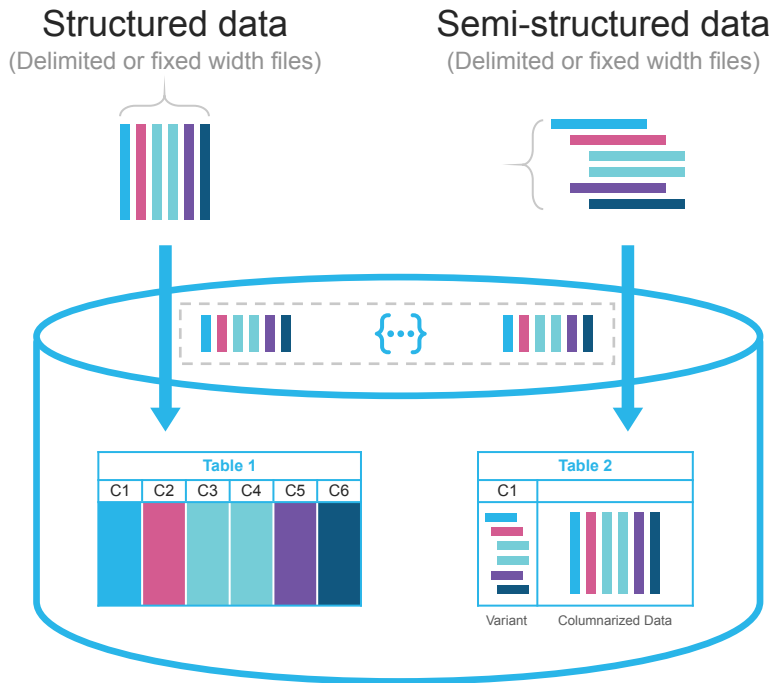 Structured data
(Delimited or fixed width files)
Semi-structured data
(Delimited or fixed width files)
{...}
Table 1
C1 C2 C3 C4 C5 C6
Table 2
C1
Variant
Columnarized Data